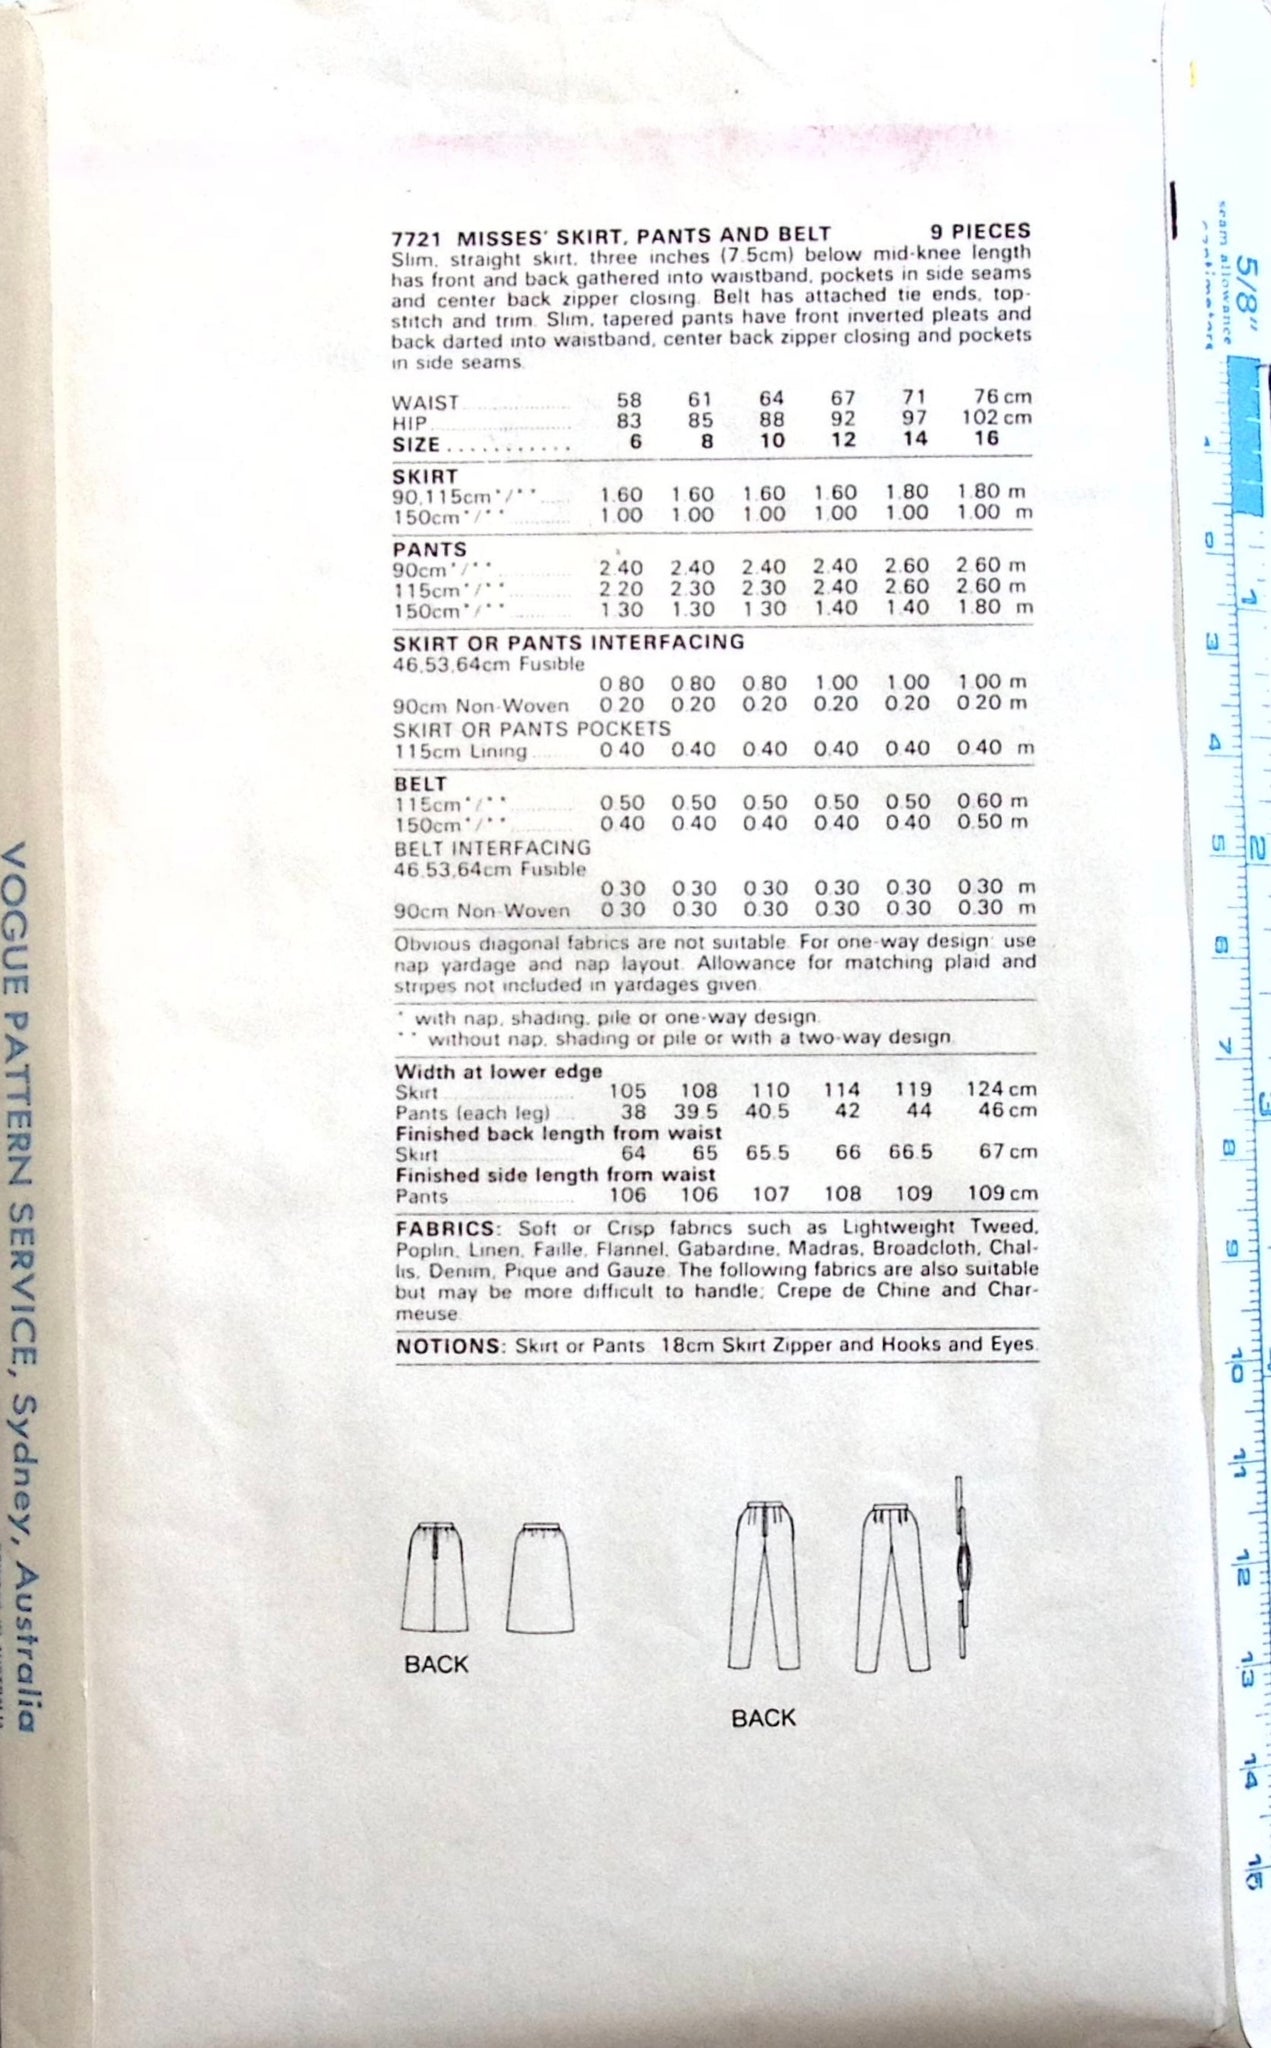 7721 MISSES' SKIRT, PANTS AND BELT 9 PIECES
Slim, straight skirt, three inches (7.5cm) below mid-knee length
has front and back gathered into waistband, pockets in side seams
and center back zipper closing. Belt has attached tie ends, top-
stitch and trim. Slim, tapered pants have front inverted pleats and
back darted into waistband, center back zipper closing and pockets
in side seams.
WAIST 58 61 64 67 71 76 cm
HIP 83 85 88 92 97 102 cm
SIZE 6 8 10 12 14 16
SKIRT
90,115cm*/** 1.60 1.60 1.60 1.60 1.80 1.80 m
150cm*/** 1.00 1.00 1.00 1.00 1.00 1.00 m
PANTS
90cm*/** 2.40 2.40 2.40 2.40 2.60 2.60 m
115cm*/** 2.20 2.30 2.30 2.40 2.60 2.60 m
150cm*/** 1.30 1.30 1.30 1.40 1.40 1.80 m
SKIRT OR PANTS INTERFACING
46,53,64cm Fusible
0.80 0.80 0.80 1.00 1.00 1.00 m
90cm Non-Woven 0.20 0.20 0.20 0.20 0.20 0.20 m
SKIRT OR PANTS POCKETS
115cm Lining 0.40 0.40 0.40 0.40 0.40 0.40 m
BELT
115cm*/** 0.50 0.50 0.50 0.50 0.50 0.60 m
150cm*/** 0.40 0.40 0.40 0.40 0.40 0.50 m
BELT INTERFACING
46,53,64cm Fusible
0.30 0.30 0.30 0.30 0.30 0.30 m
90cm Non-Woven 0.30 0.30 0.30 0.30 0.30 0.30 m
Obvious diagonal fabrics are not suitable. For one-way design: use
nap yardage and nap layout. Allowance for matching plaid and
stripes not included in yardages given.
* with nap, shading, pile or one-way design.
** without nap, shading or pile or with a two-way design.
Width at lower edge
Skirt 105 108 110 114 119 124 cm
Pants (each leg) 38 39.5 40.5 42 44 46 cm
Finished back length from waist
Skirt 64 65 65.5 66 66.5 67 cm
Finished side length from waist
Pants 106 106 107 108 109 109 cm
FABRICS: Soft or Crisp fabrics such as Lightweight Tweed,
Poplin, Linen, Faille, Flannel, Gabardine, Madras, Broadcloth, Chal-
lis, Denim, Pique and Gauze. The following fabrics are also suitable
but may be more difficult to handle; Crepe de Chine and Char-
meuse.
NOTIONS: Skirt or Pants: 18cm Skirt Zipper and Hooks and Eyes.
BACK
BACK
VOGUE PATTERN SERVICE, Sydney, Australia
5/8"
seam allowance
centimeters
1 0 3 4 5 6 7 8 9 10 11 12 13 14 15
1 2 3